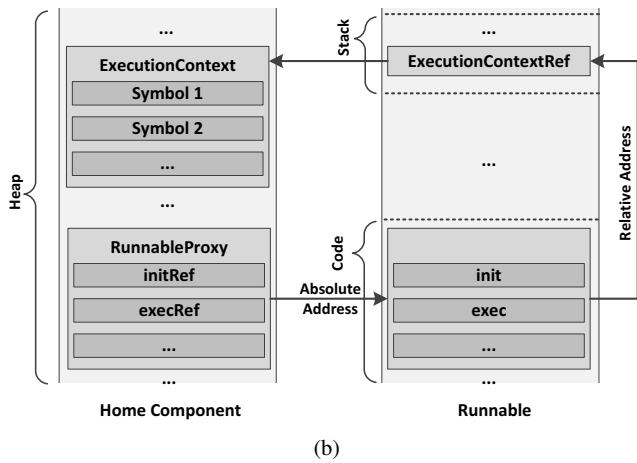 Heap
...
ExecutionContext
Symbol 1
Symbol 2
...
...
RunnableProxy
initRef
execRef
...
...
Home Component
Absolute
Address
Stack
...
ExecutionContextRef
...
Code
init
exec
...
...
Runnable
Relative Address
(b)